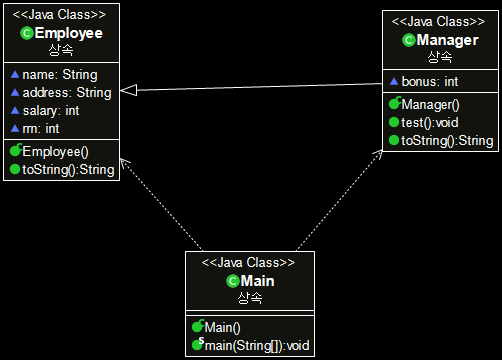 <<Java Class>>
Employee
상속
name: String
address: String
salary: int
rrn: int
Employee()
toString():String
<<Java Class>>
Manager
상속
bonus: int
Manager()
test():void
toString():String
<<Java Class>>
Main
상속
Main()
main(String[]):void